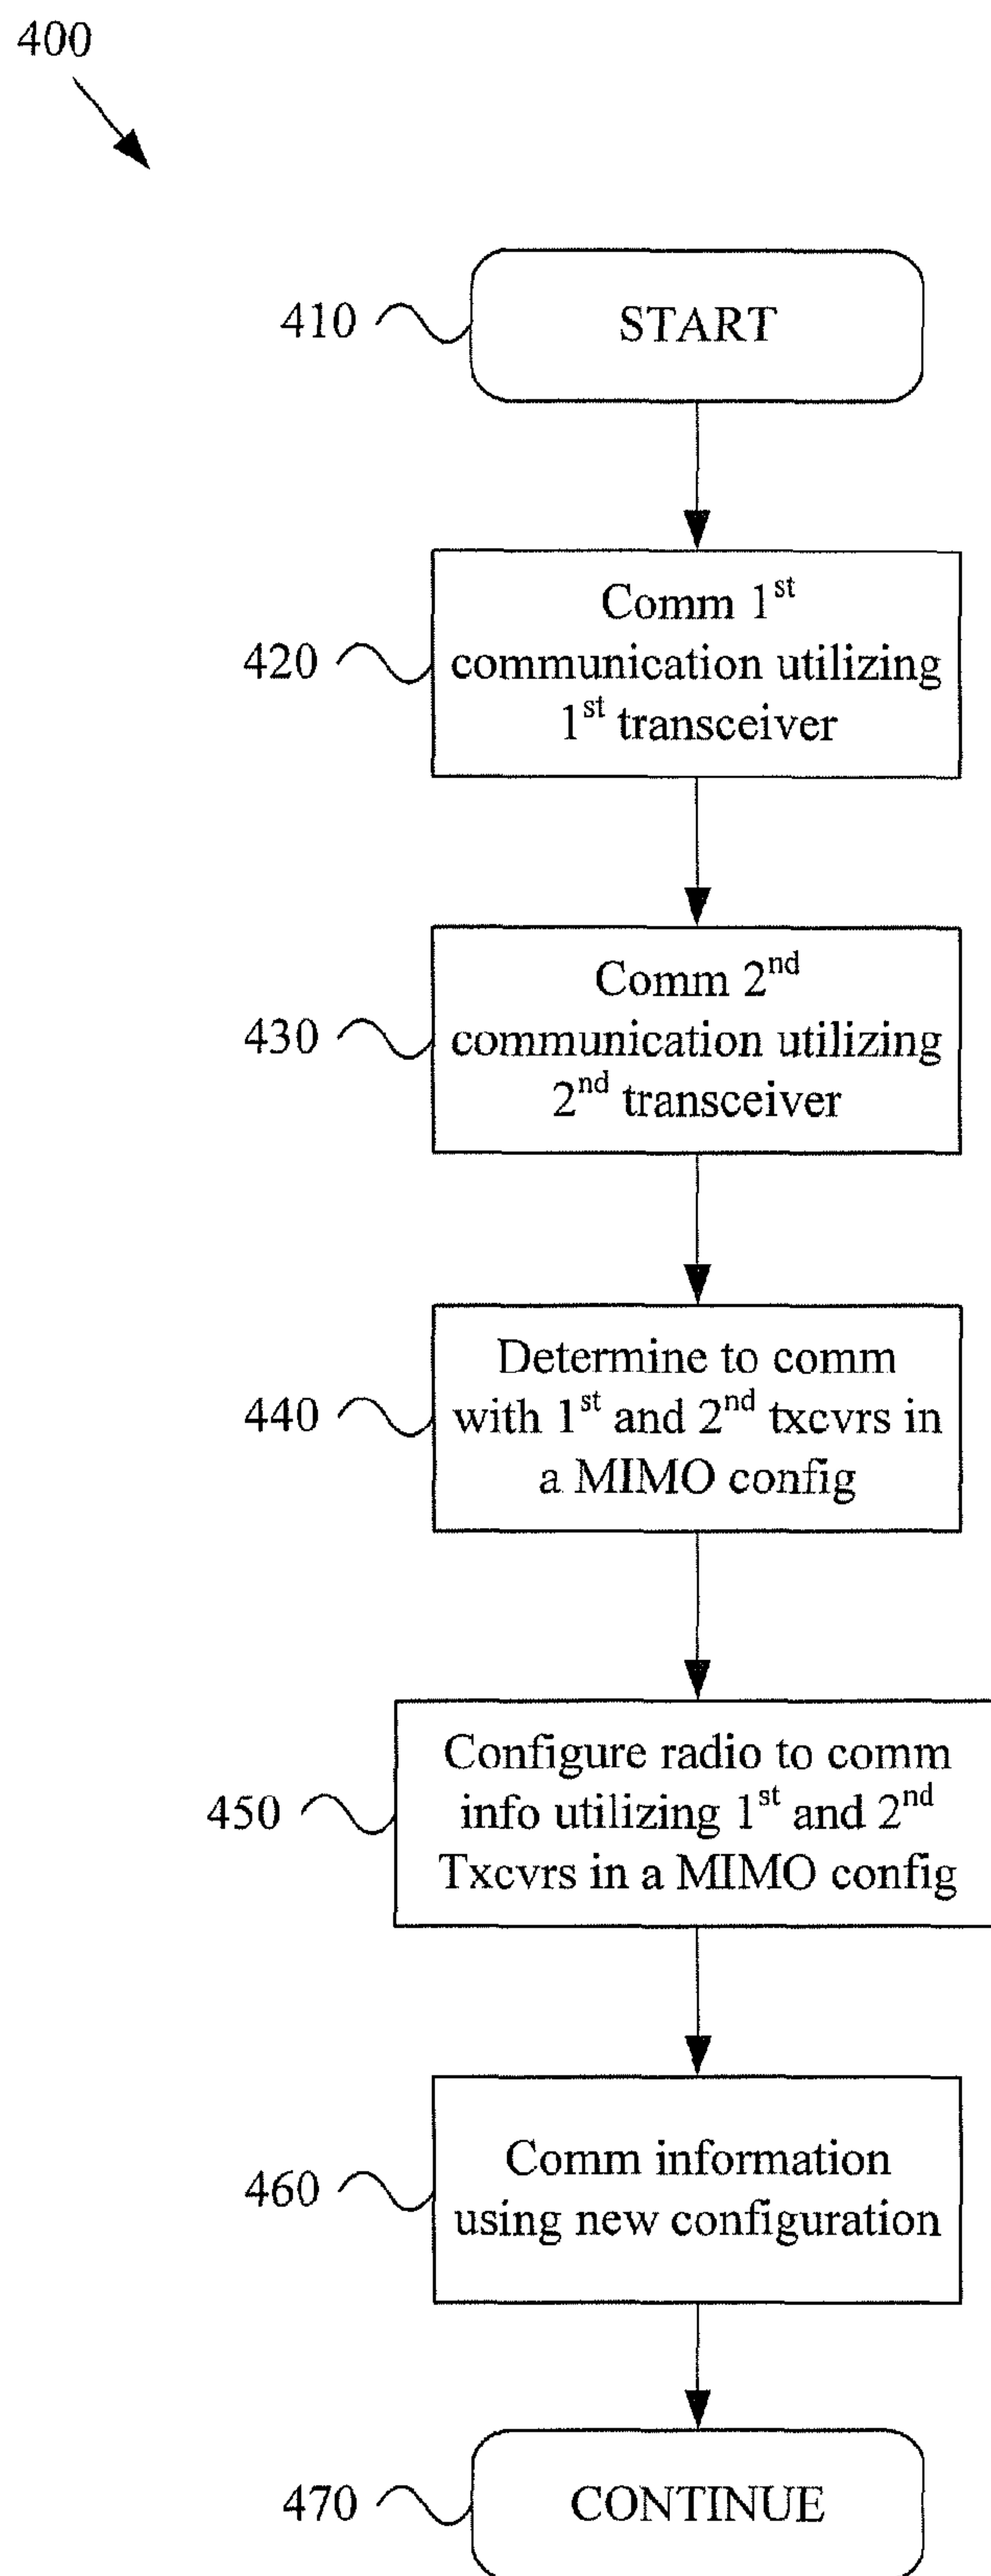 400
410
START
Comm 1st
420
communication utilizing
1st transceiver
Comm 2nd
430
communication utilizing
2nd transceiver
Determine to comm
440
with 1st and 2nd txcvrs in
a MIMO config
Configure radio to comm
450
info utilizing 1st and 2nd
Txcvrs in a MIMO config
Comm information
460
using new configuration
470
CONTINUE